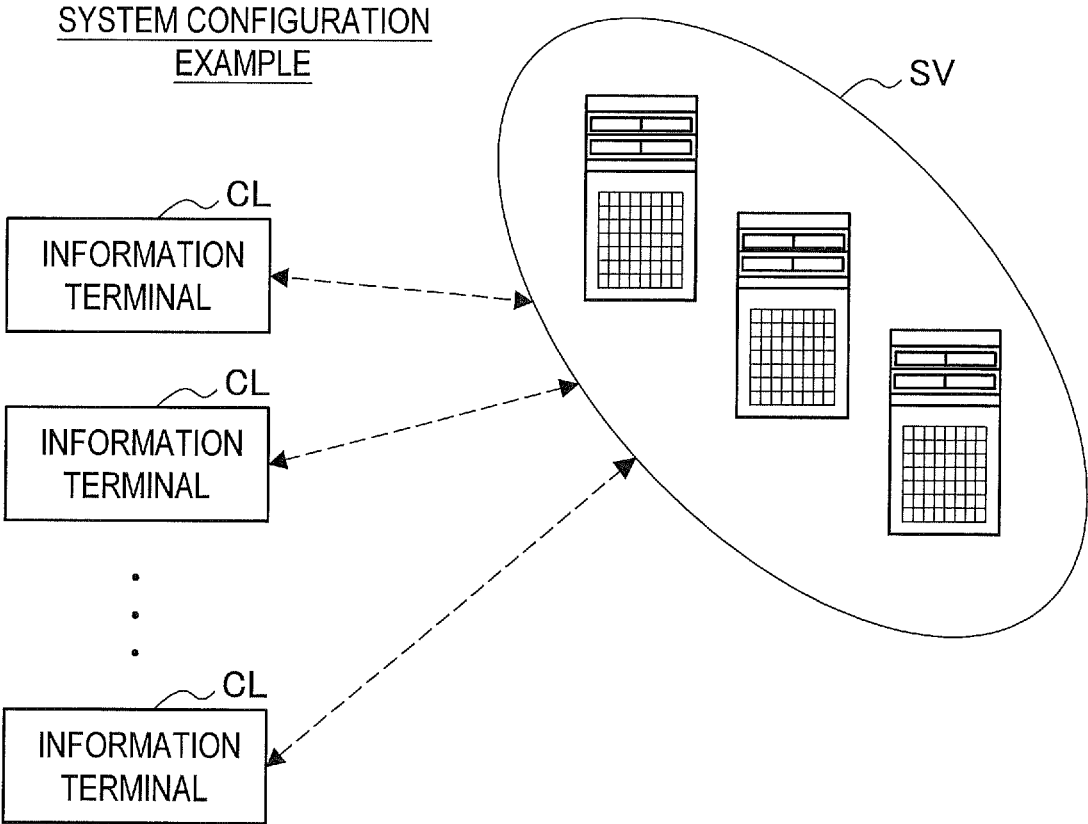 SYSTEM CONFIGURATION
EXAMPLE
SV
CL
INFORMATION
TERMINAL
CL
INFORMATION
TERMINAL
CL
INFORMATION
TERMINAL